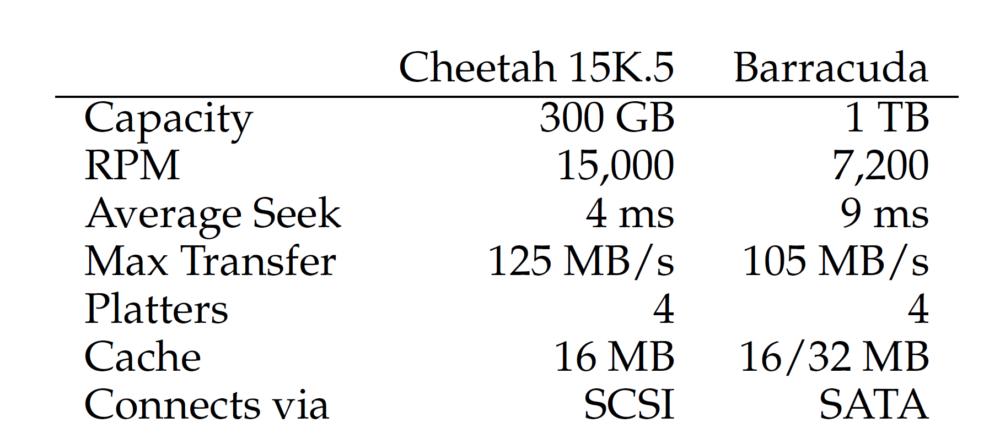 Cheetah 15K.5 Barracuda
Capacity 300 GB 1 TB
RPM 15,000 7,200
Average Seek 4 ms 9 ms
Max Transfer 125 MB/s 105 MB/s
Platters 4 4
Cache 16 MB 16/32 MB
Connects via SCSI SATA